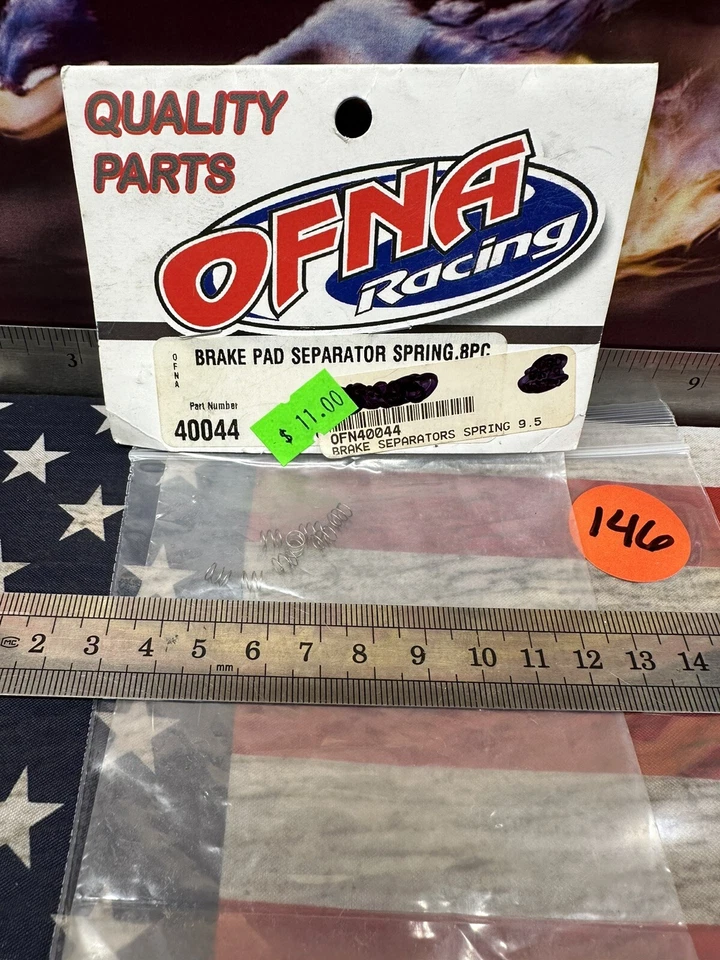 QUALITY
PARTS
OFNA
Racing
3
9
OFNA
BRAKE PAD SEPARATOR SPRING,8PC
Part Number
40044
$ 11.00
OFN40044
BRAKE SEPARATORS SPRING 9.5
146
MC 2 3 4 5 6 7 8 9 10 11 12 13 14
mm